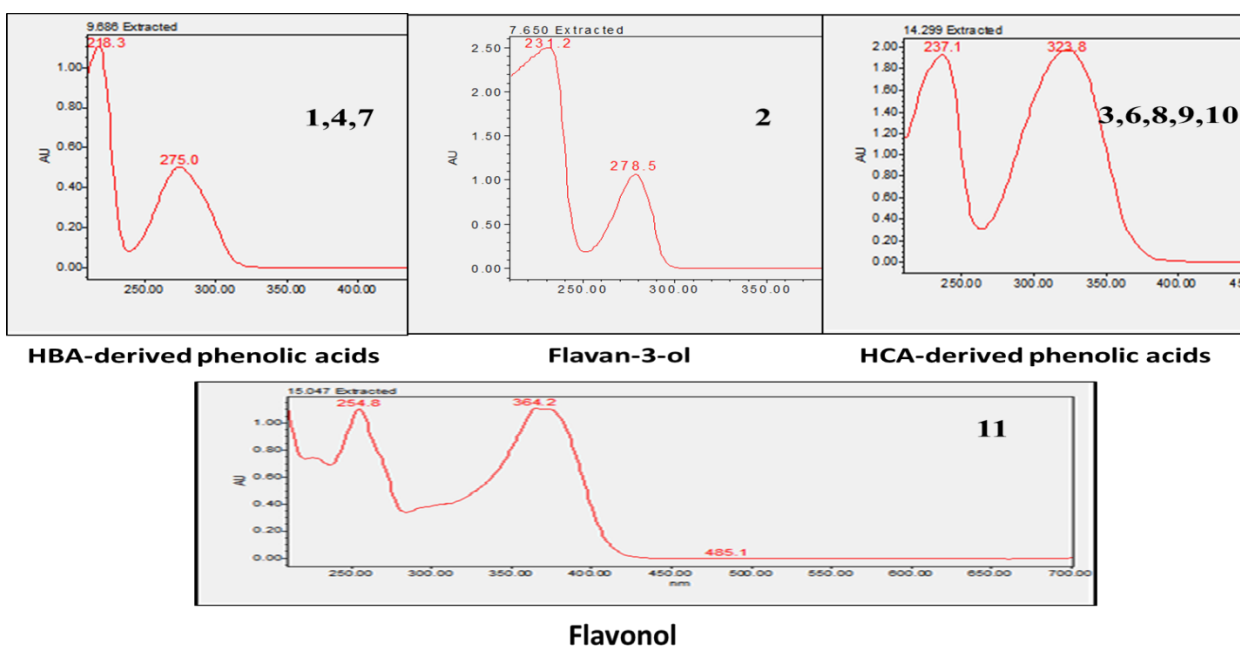 9.686 Extracted
218.3
275.0
1,4,7
AU
1.00
0.80
0.60
0.40
0.20
0.00
250.00 300.00 350.00 400.00
HBA-derived phenolic acids
7.650 Extracted
231.2
278.5
2
AU
2.50
2.00
1.50
1.00
0.50
0.00
250.00 300.00 350.00
Flavan-3-ol
14.299 Extracted
237.1 323.8
3,6,8,9,10
AU
2.00
1.80
1.60
1.40
1.20
1.00
0.80
0.60
0.40
0.20
0.00
250.00 300.00 350.00 400.00
HCA-derived phenolic acids
15.047 Extracted
254.8 364.2
11
AU
1.00
0.80
0.60
0.40
0.20
0.00
485.1
250.00 300.00 350.00 400.00 450.00 500.00 550.00 600.00 650.00 700.00
nm
Flavonol